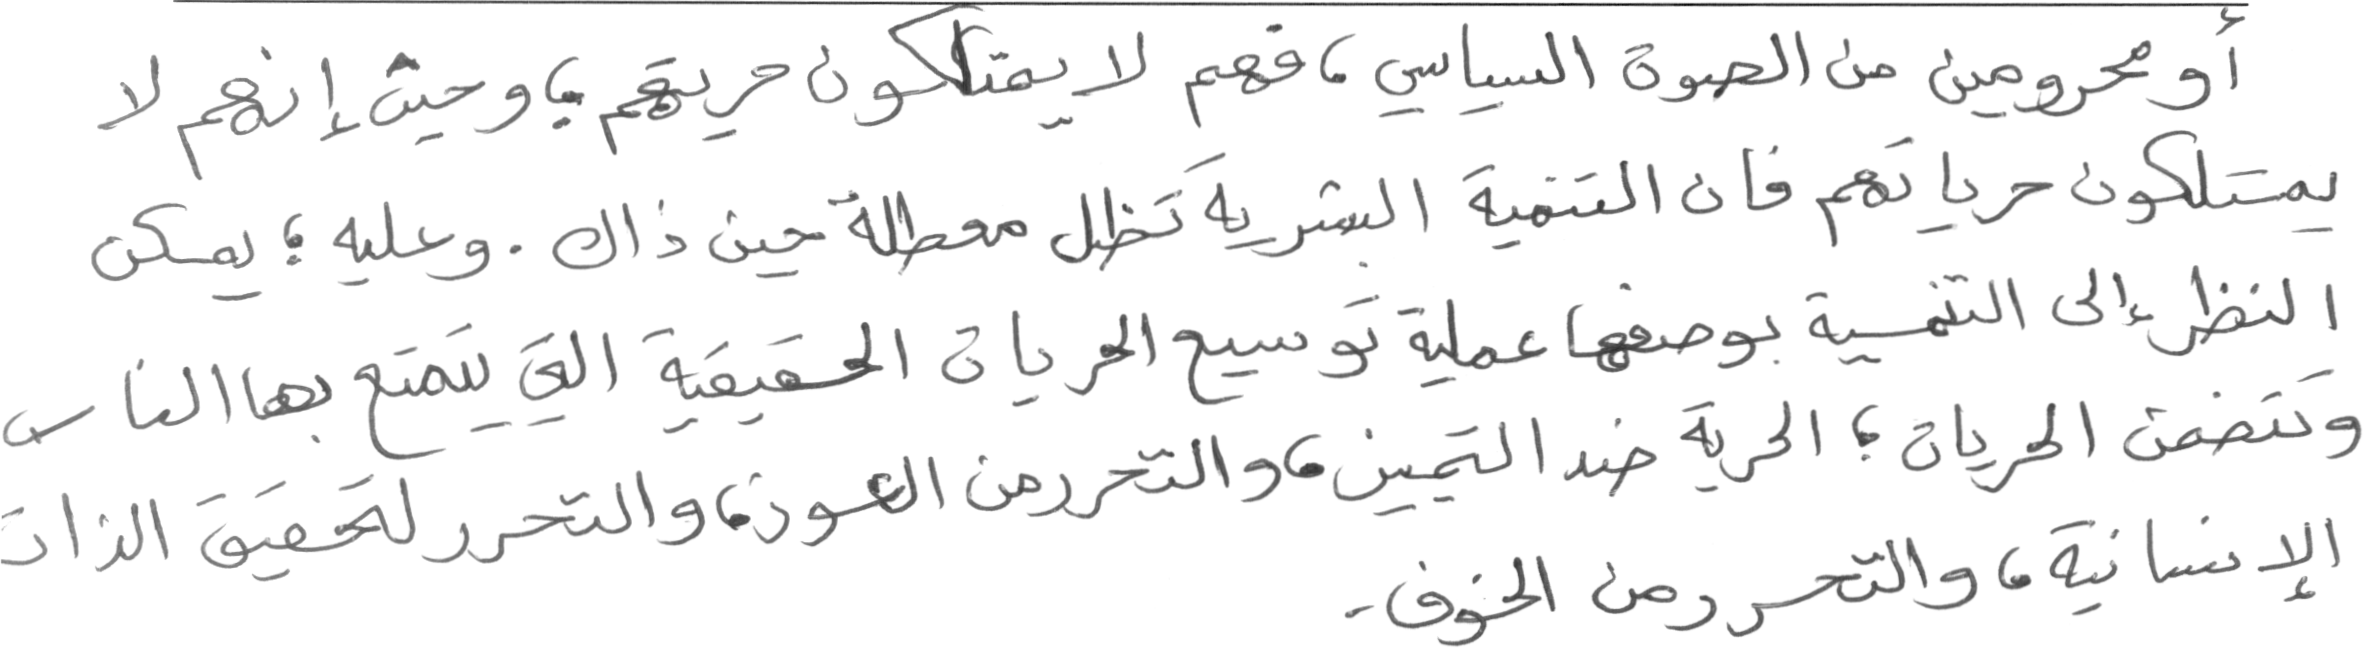 أو محرومين من الصوت السياسي، فهم لا يمتلكون حريتهم؛ وحيث إنهم لا
يمتلكون حرياتهم فان التنمية البشرية تظل معطلة حين ذاك. وعليه؛ يمكن
النظر إلى التنمية بوصفها عملية توسيع الحريات الحقيقية التي يتمتع بها الناس
وتتضمن الحريات؛ الحرية ضد التميز، والتحرر من العوز، والتحرر لتحقيق الذات
الإنسانية، والتحرر من الخوف.